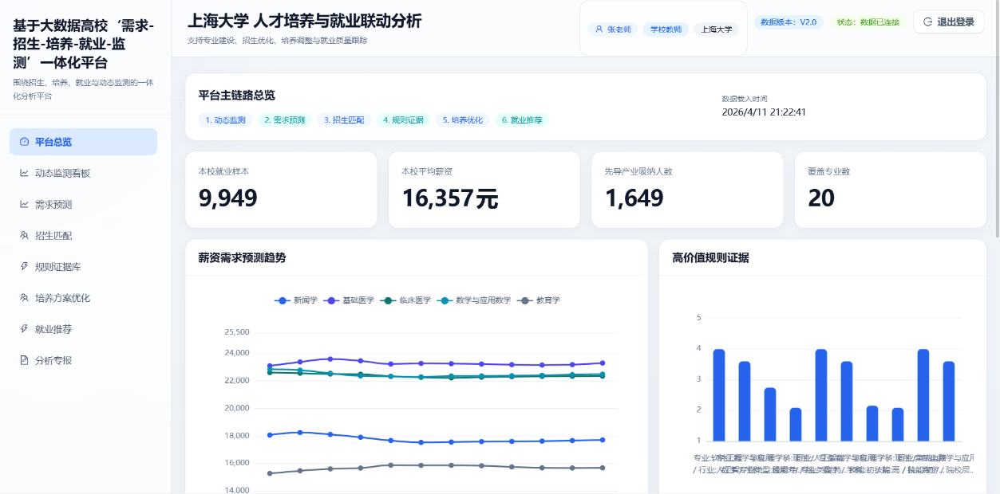 基于大数据高校‘需求-
招生-培养-就业-监
测’一体化平台
围绕招生、培养、就业与动态监测的一体
化分析平台
平台总览
动态监测看板
需求预测
招生匹配
规则证据库
培养方案优化
就业推荐
分析专报
上海大学 人才培养与就业联动分析
支持专业建设、招生优化、培养调整与就业质量跟踪
张老师
学校教师
上海大学
数据版本：V2.0
状态：数据已连接
退出登录
平台主链路总览
1. 动态监测
2. 需求预测
3. 招生匹配
4. 规则证据
5. 培养优化
6. 就业推荐
数据载入时间
2026/4/11 21:22:41
本校就业样本
9,949
本校平均薪资
16,357元
先导产业吸纳人数
1,649
覆盖专业数
20
薪资需求预测趋势
新闻学
基础医学
临床医学
数学与应用数学
教育学
25,500
24,000
22,000
20,000
18,000
16,000
14,000
高价值规则证据
5
4
3
2
1